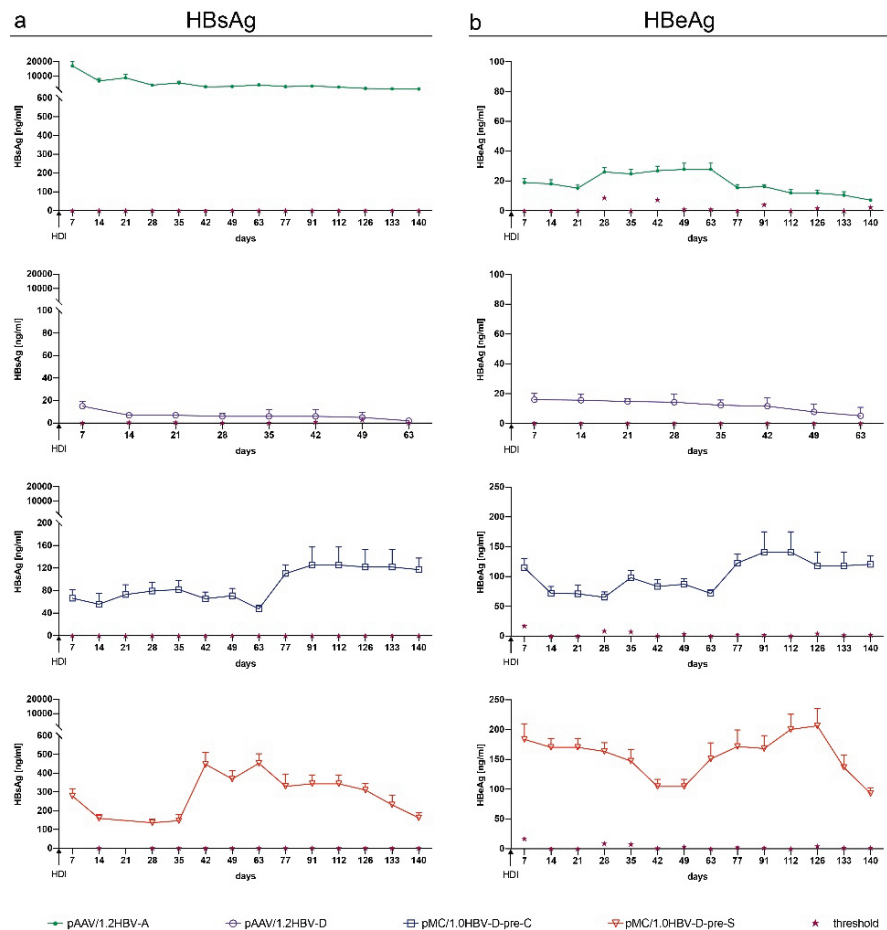 a HBsAg b HBeAg
20000
10000
600
500
400
300
200
100
0
HBsAg [ng/ml]
HDI
7 14 21 28 35 42 49 63 77 91 112 126 133 140
days
100
80
60
40
20
0
HBeAg [ng/ml]
HDI
7 14 21 28 35 42 49 63 77 91 112 126 133 140
days
20000
10000
100
80
60
40
20
0
HBsAg [ng/ml]
HDI
7 14 21 28 35 42 49 63
100
80
60
40
20
0
HBeAg [ng/ml]
HDI
7 14 21 28 35 42 49 63
20000
10000
200
160
120
80
40
0
HBsAg [ng/ml]
HDI
7 14 21 28 35 42 49 63 77 91 112 126 133 140
days
250
200
150
100
50
0
HBeAg [ng/ml]
HDI
7 14 21 28 35 42 49 63 77 91 112 126 133 140
days
20000
10000
600
500
400
300
200
100
0
HBsAg [ng/ml]
HDI
7 14 21 28 35 42 49 63 77 91 112 126 133 140
days
250
200
150
100
50
0
HBeAg [ng/ml]
HDI
7 14 21 28 35 42 49 63 77 91 112 126 133 140
days
pAAV/1.2HBV-A pAAV/1.2HBV-D pMC/1.0HBV-D-pre-C pMC/1.0HBV-D-pre-S threshold